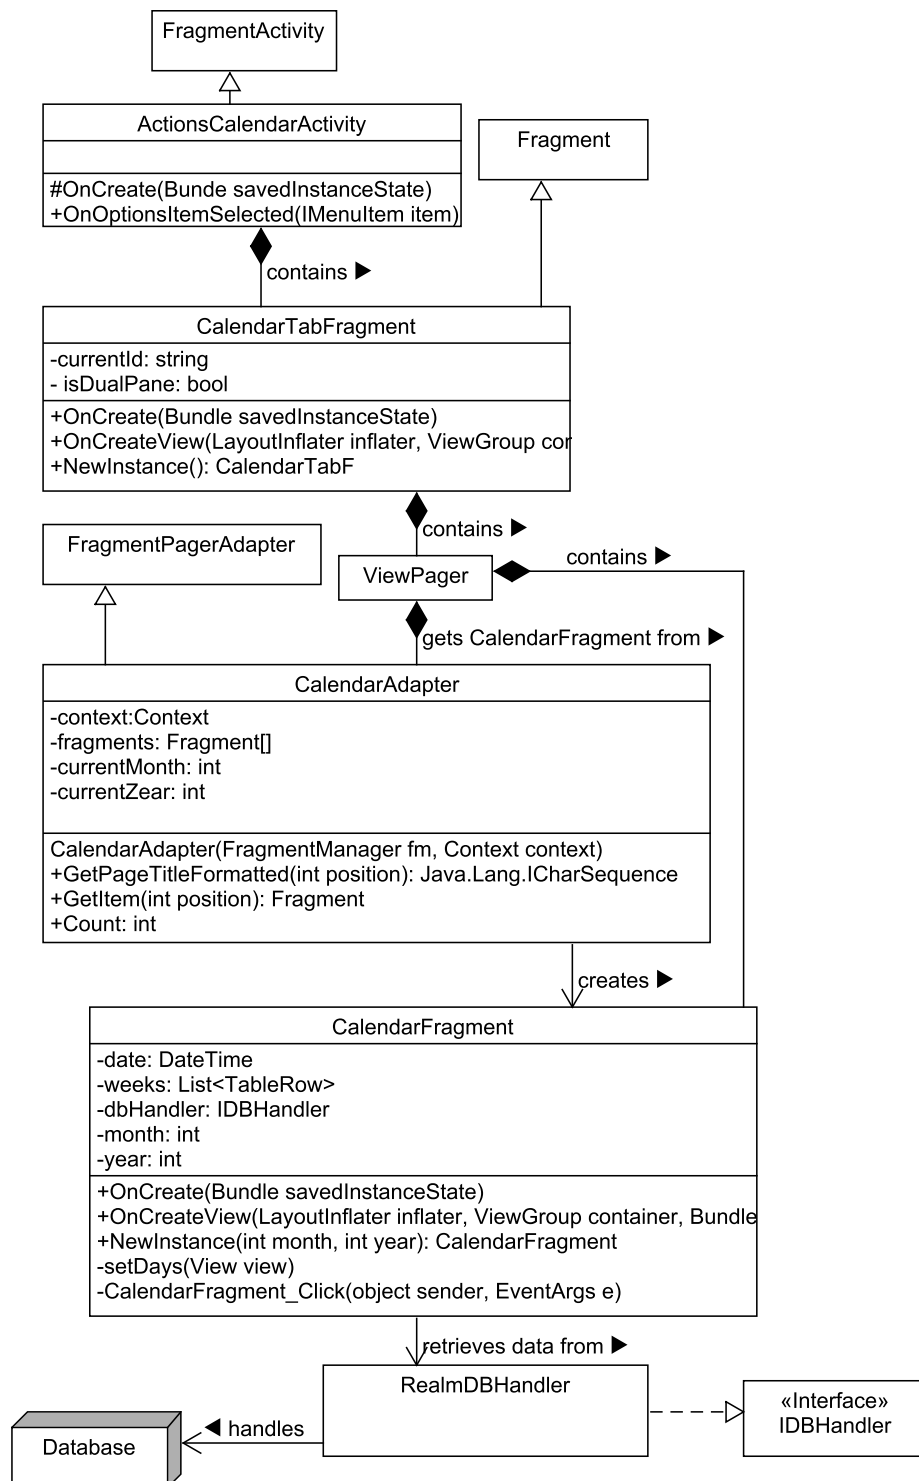 FragmentActivity
ActionsCalendarActivity
#OnCreate(Bunde savedInstanceState)
+OnOptionsItemSelected(IMenuItem item)
Fragment
contains ▶
CalendarTabFragment
-currentId: string
- isDualPane: bool
+OnCreate(Bundle savedInstanceState)
+OnCreateView(LayoutInflater inflater, ViewGroup cor
+NewInstance(): CalendarTabF
contains ▶
FragmentPagerAdapter
ViewPager
contains ▶
gets CalendarFragment from ▶
CalendarAdapter
-context:Context
-fragments: Fragment[]
-currentMonth: int
-currentZear: int
CalendarAdapter(FragmentManager fm, Context context)
+GetPageTitleFormatted(int position): Java.Lang.ICharSequence
+GetItem(int position): Fragment
+Count: int
creates ▶
CalendarFragment
-date: DateTime
-weeks: List<TableRow>
-dbHandler: IDBHandler
-month: int
-year: int
+OnCreate(Bundle savedInstanceState)
+OnCreateView(LayoutInflater inflater, ViewGroup container, Bundle
+NewInstance(int month, int year): CalendarFragment
-setDays(View view)
-CalendarFragment_Click(object sender, EventArgs e)
retrieves data from ▶
RealmDBHandler
«Interface»
IDBHandler
◀ handles
Database